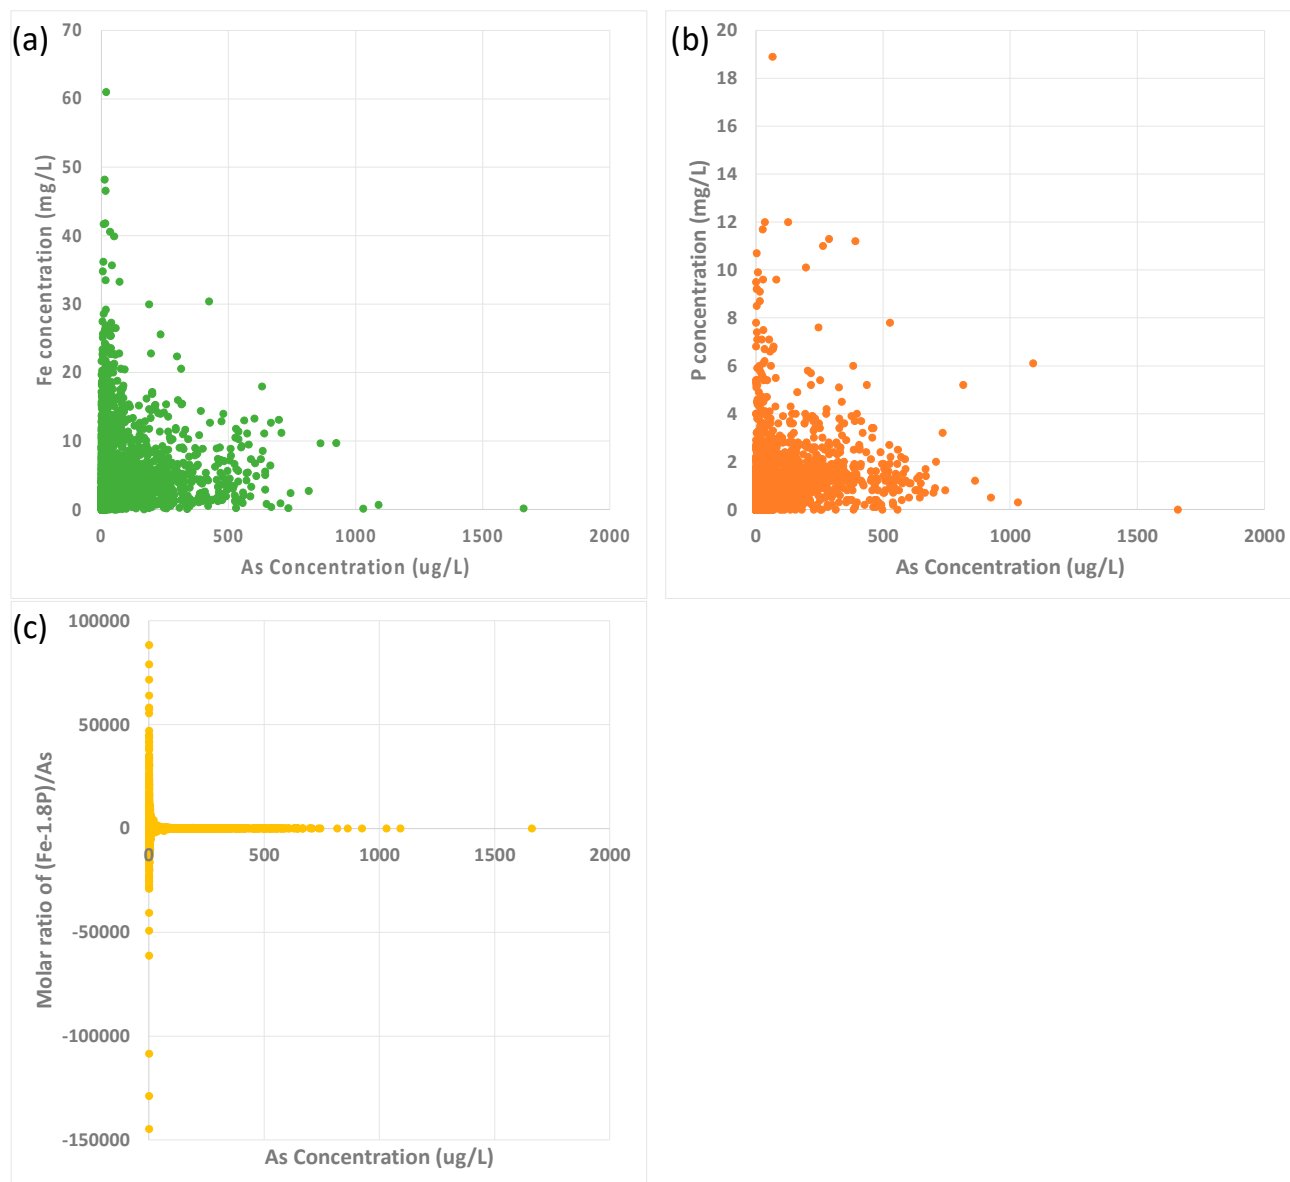 (a)
Fe concentration (mg/L)
70
60
50
40
30
20
10
0
0 500 1000 1500 2000
As Concentration (ug/L)
(b)
P concentration (mg/L)
20
18
16
14
12
10
8
6
4
2
0
0 500 1000 1500 2000
As Concentration (ug/L)
(c)
Molar ratio of (Fe-1.8P)/As
100000
50000
0
-50000
-100000
-150000
0 500 1000 1500 2000
As Concentration (ug/L)